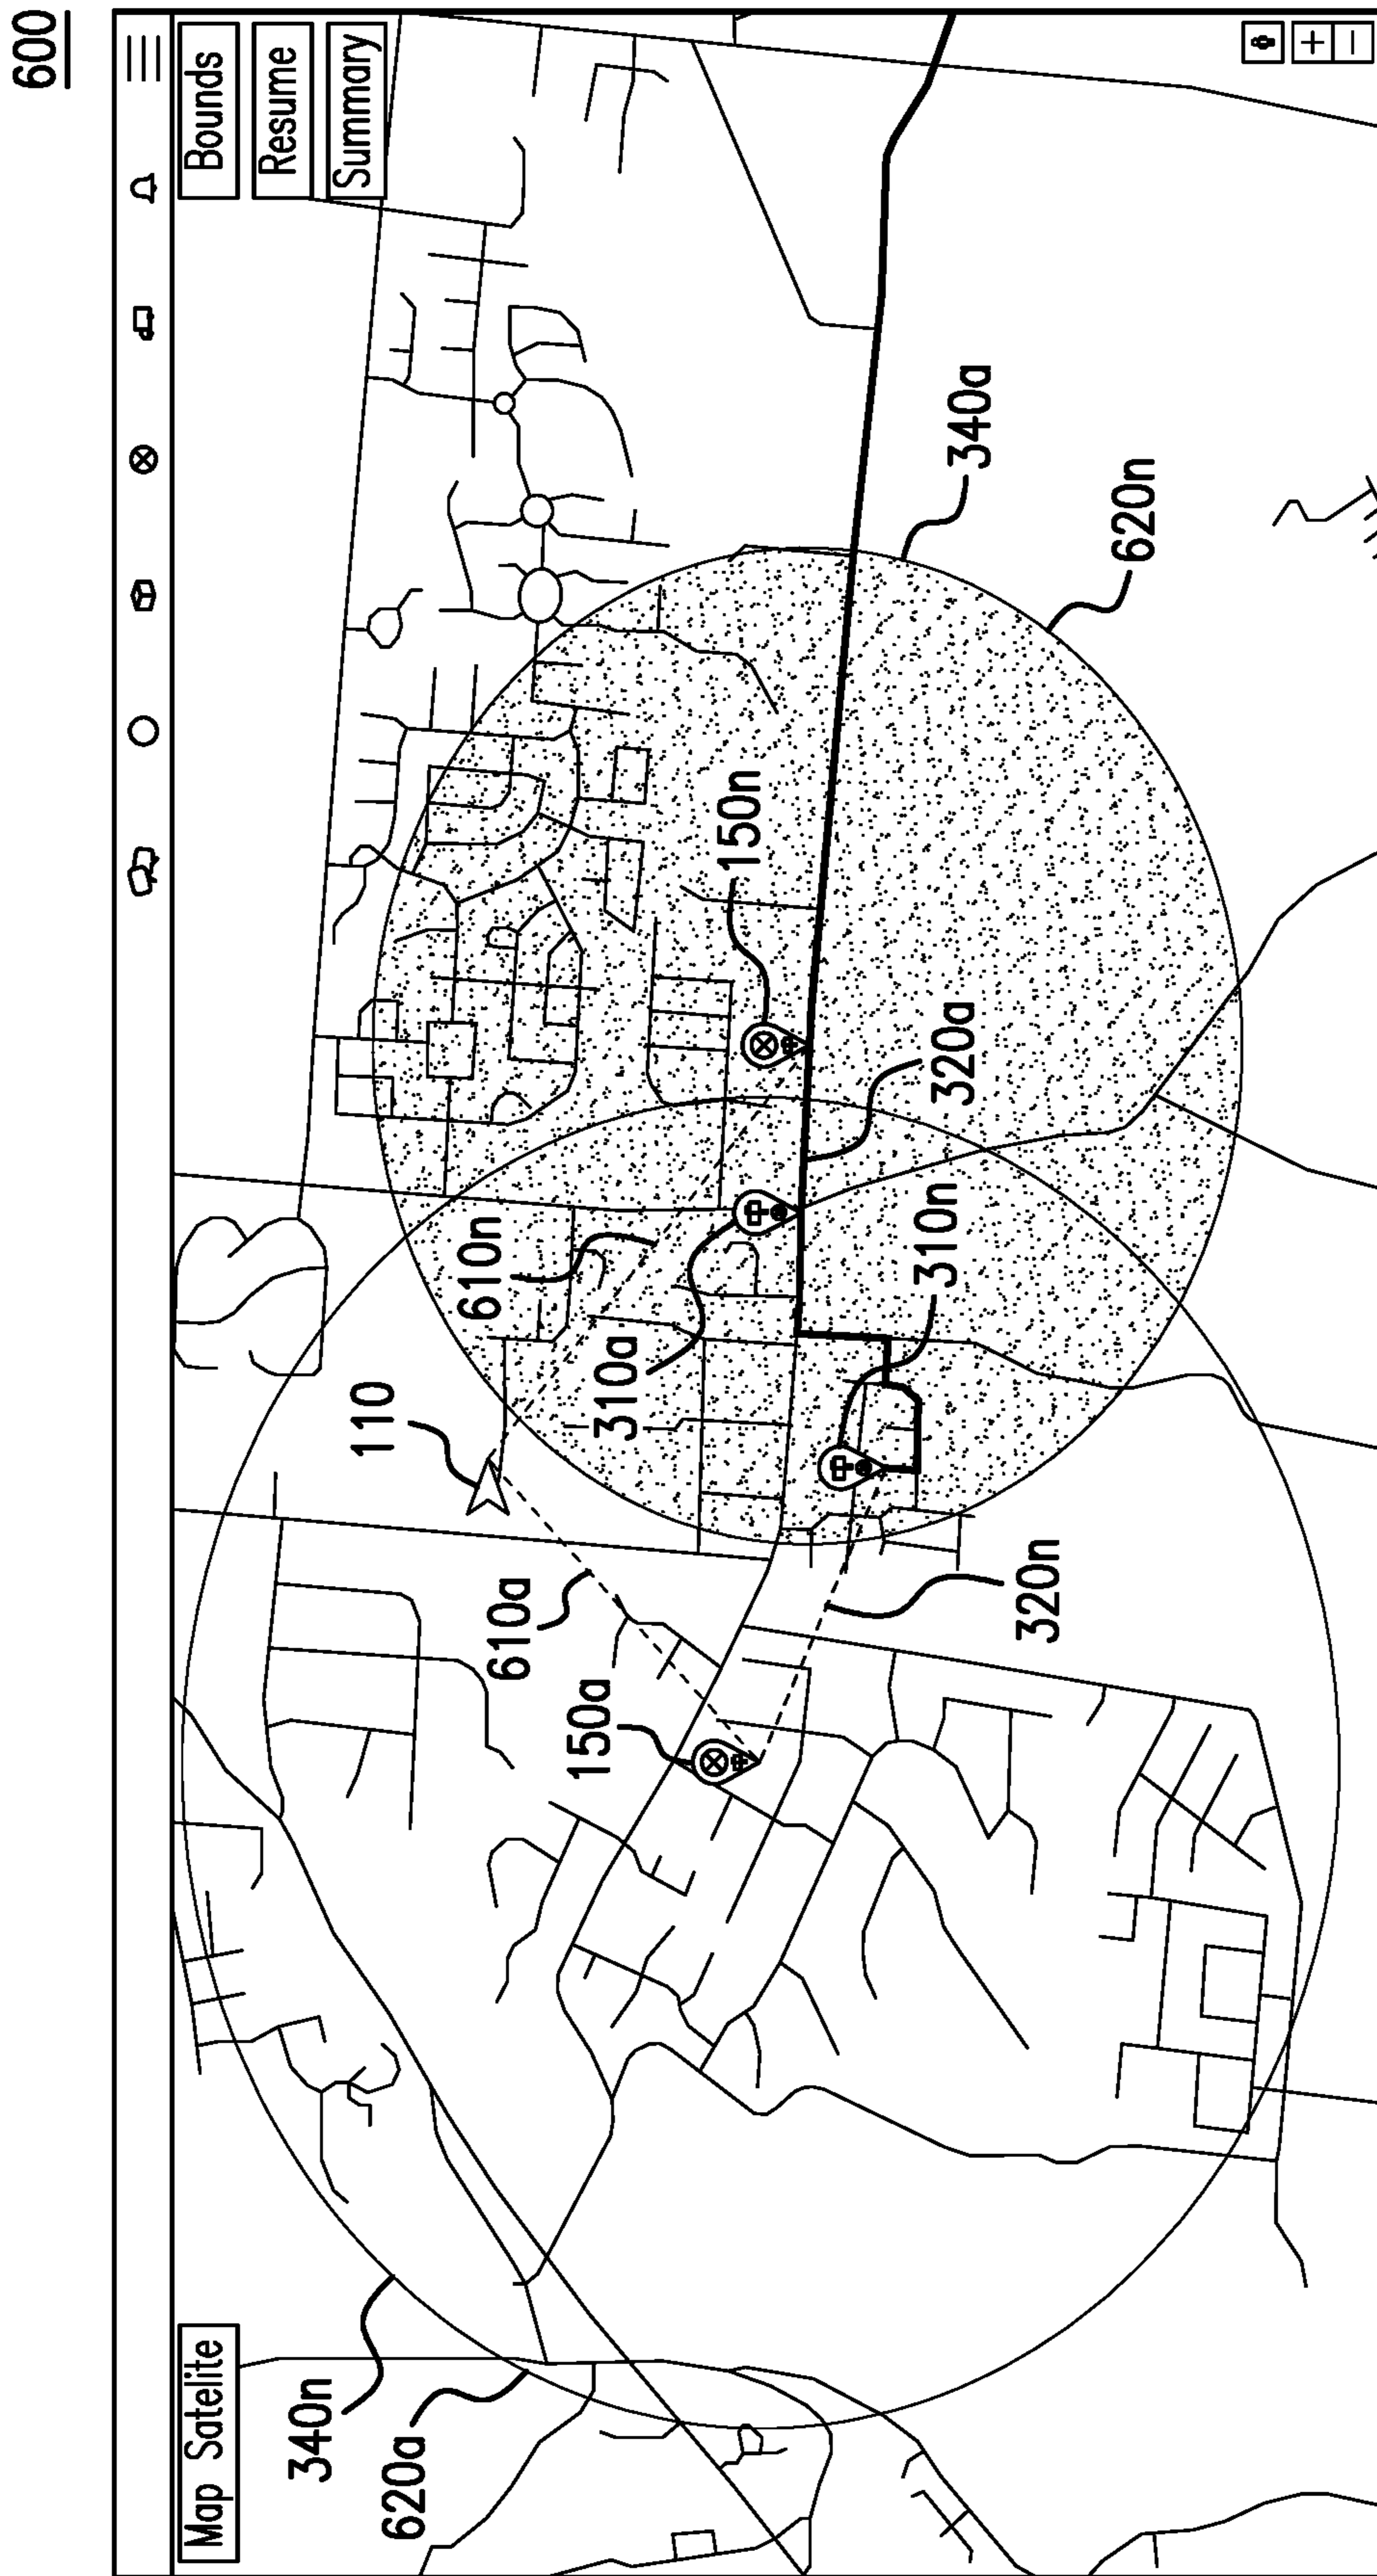 600
Map Satelite
Bounds
Resume
Summary
340n
620a
110
610a
150a
610n
310a
150n
320a
310n
320n
340a
620n
+
−